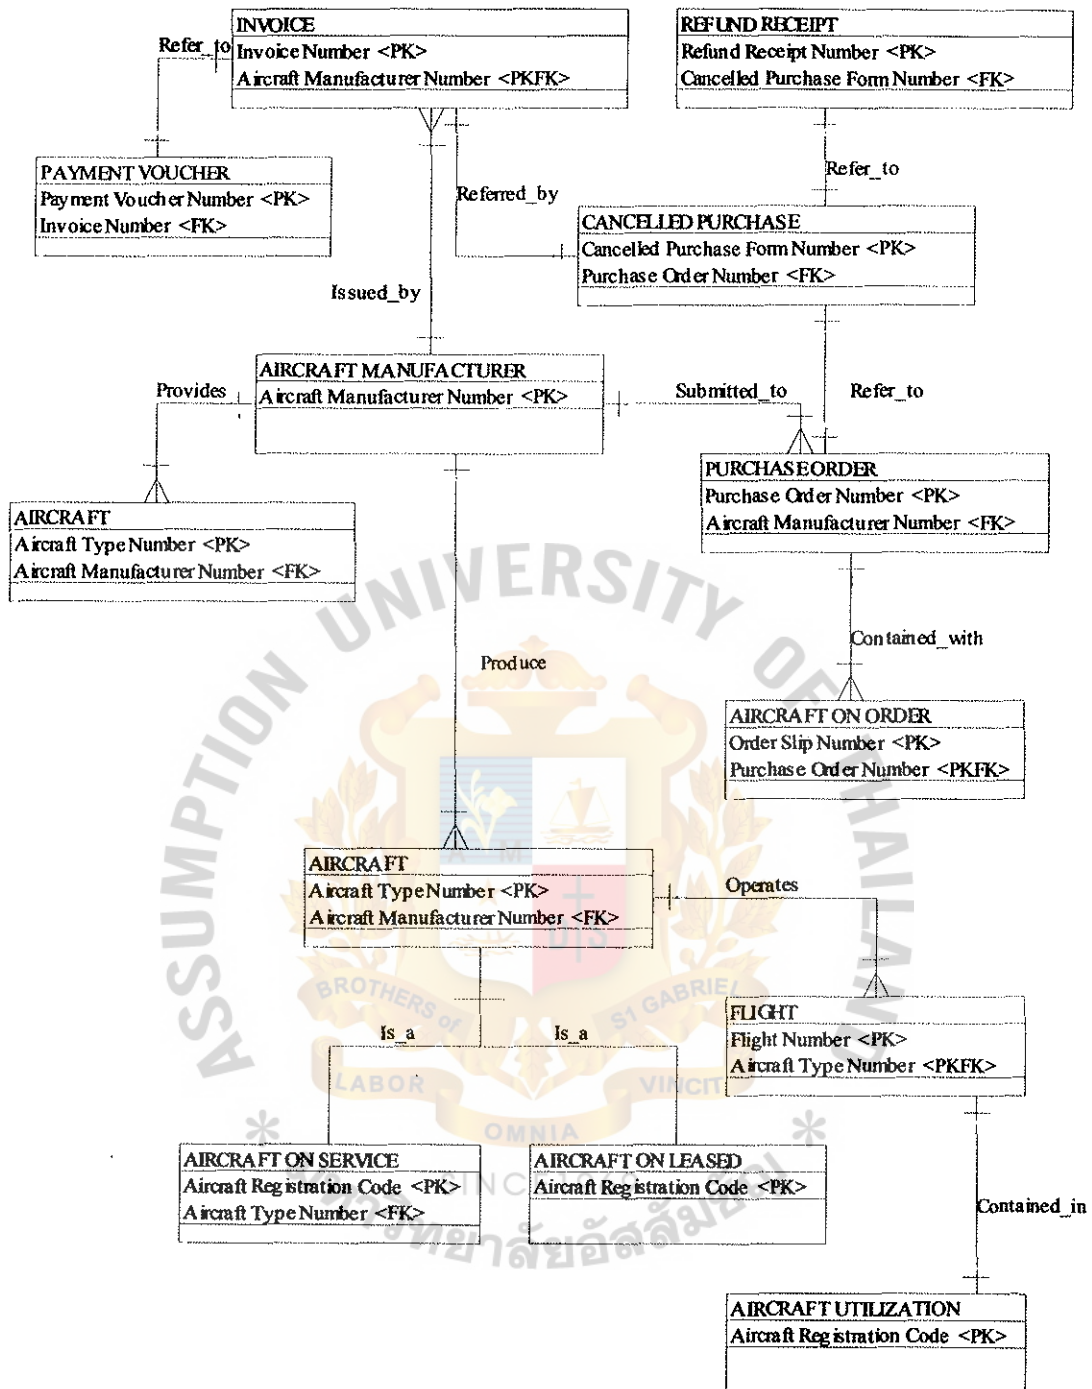 INVOICE
Invoice Number <PK>
Aircraft Manufacturer Number <PKFK>
REFUND RECEIPT
Refund Receipt Number <PK>
Cancelled Purchase Form Number <FK>
Refer_to
PAYMENT VOUCHER
Payment Voucher Number <PK>
Invoice Number <FK>
Referred_by
Refer_to
CANCELLED PURCHASE
Cancelled Purchase Form Number <PK>
Purchase Order Number <FK>
Issued_by
AIRCRAFT MANUFACTURER
Aircraft Manufacturer Number <PK>
Provides
Submitted_to
Refer_to
PURCHASE ORDER
Purchase Order Number <PK>
Aircraft Manufacturer Number <FK>
AIRCRAFT
Aircraft Type Number <PK>
Aircraft Manufacturer Number <FK>
Contained_with
Produce
AIRCRAFT ON ORDER
Order Slip Number <PK>
Purchase Order Number <PKFK>
AIRCRAFT
Aircraft Type Number <PK>
Aircraft Manufacturer Number <FK>
Operates
FLIGHT
Flight Number <PK>
Aircraft Type Number <PKFK>
Is_a
Is_a
AIRCRAFT ON SERVICE
Aircraft Registration Code <PK>
Aircraft Type Number <FK>
AIRCRAFT ON LEASED
Aircraft Registration Code <PK>
Contained_in
AIRCRAFT UTILIZATION
Aircraft Registration Code <PK>
ASSUMPTION UNIVERSITY OF THAILAND
A M
D S
BROTHERS of
ST GABRIEL
LABOR
OMNIA
VINCIT